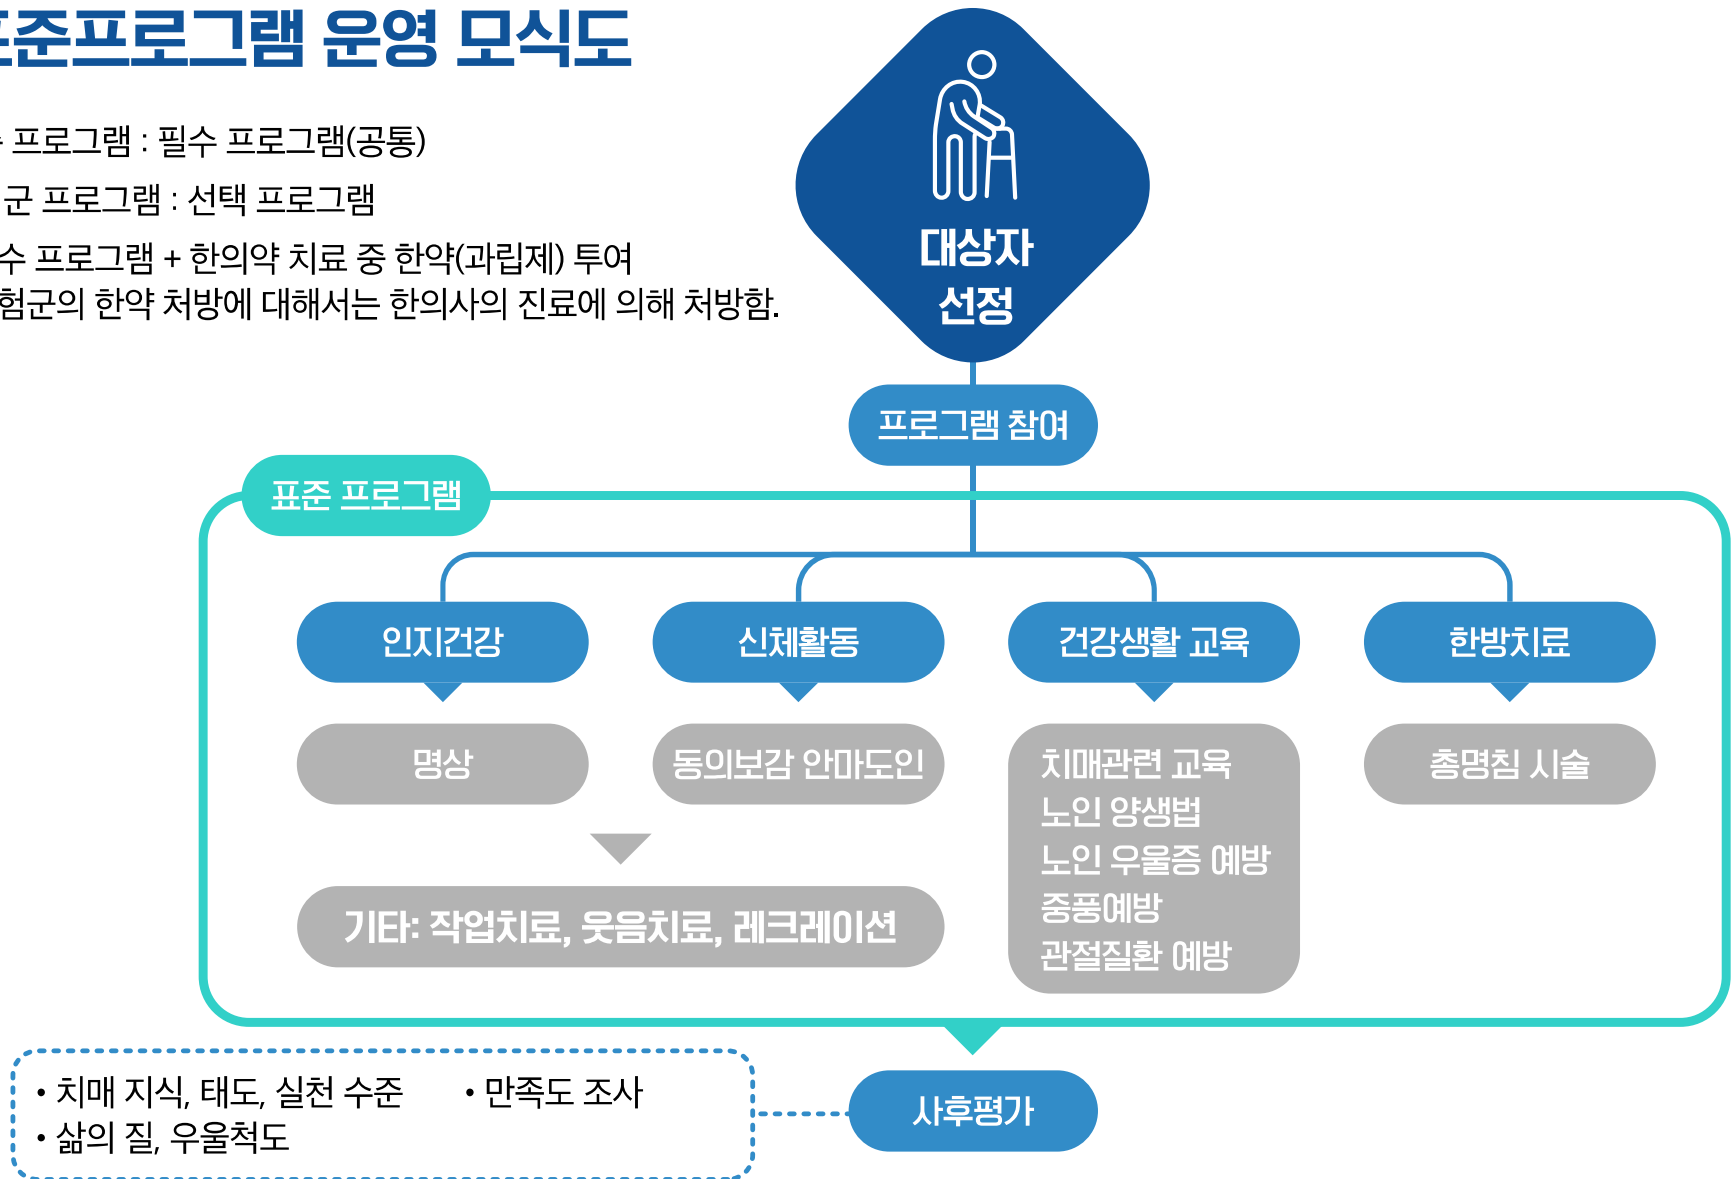 표준프로그램 운영 모식도
프로그램 : 필수 프로그램(공통)
군 프로그램 : 선택 프로그램
수 프로그램 + 한의약 치료 중 한약(과립제) 투여
험군의 한약 처방에 대해서는 한의사의 진료에 의해 처방함.
대상자
선정
프로그램 참여
표준 프로그램
인지건강
신체활동
건강생활 교육
한방치료
명상
동의보감 안마도인
치매관련 교육
노인 양생법
노인 우울증 예방
중풍예방
관절질환 예방
총명침 시술
기타: 작업치료, 웃음치료, 레크레이션
• 치매 지식, 태도, 실천 수준
• 만족도 조사
• 삶의 질, 우울척도
사후평가